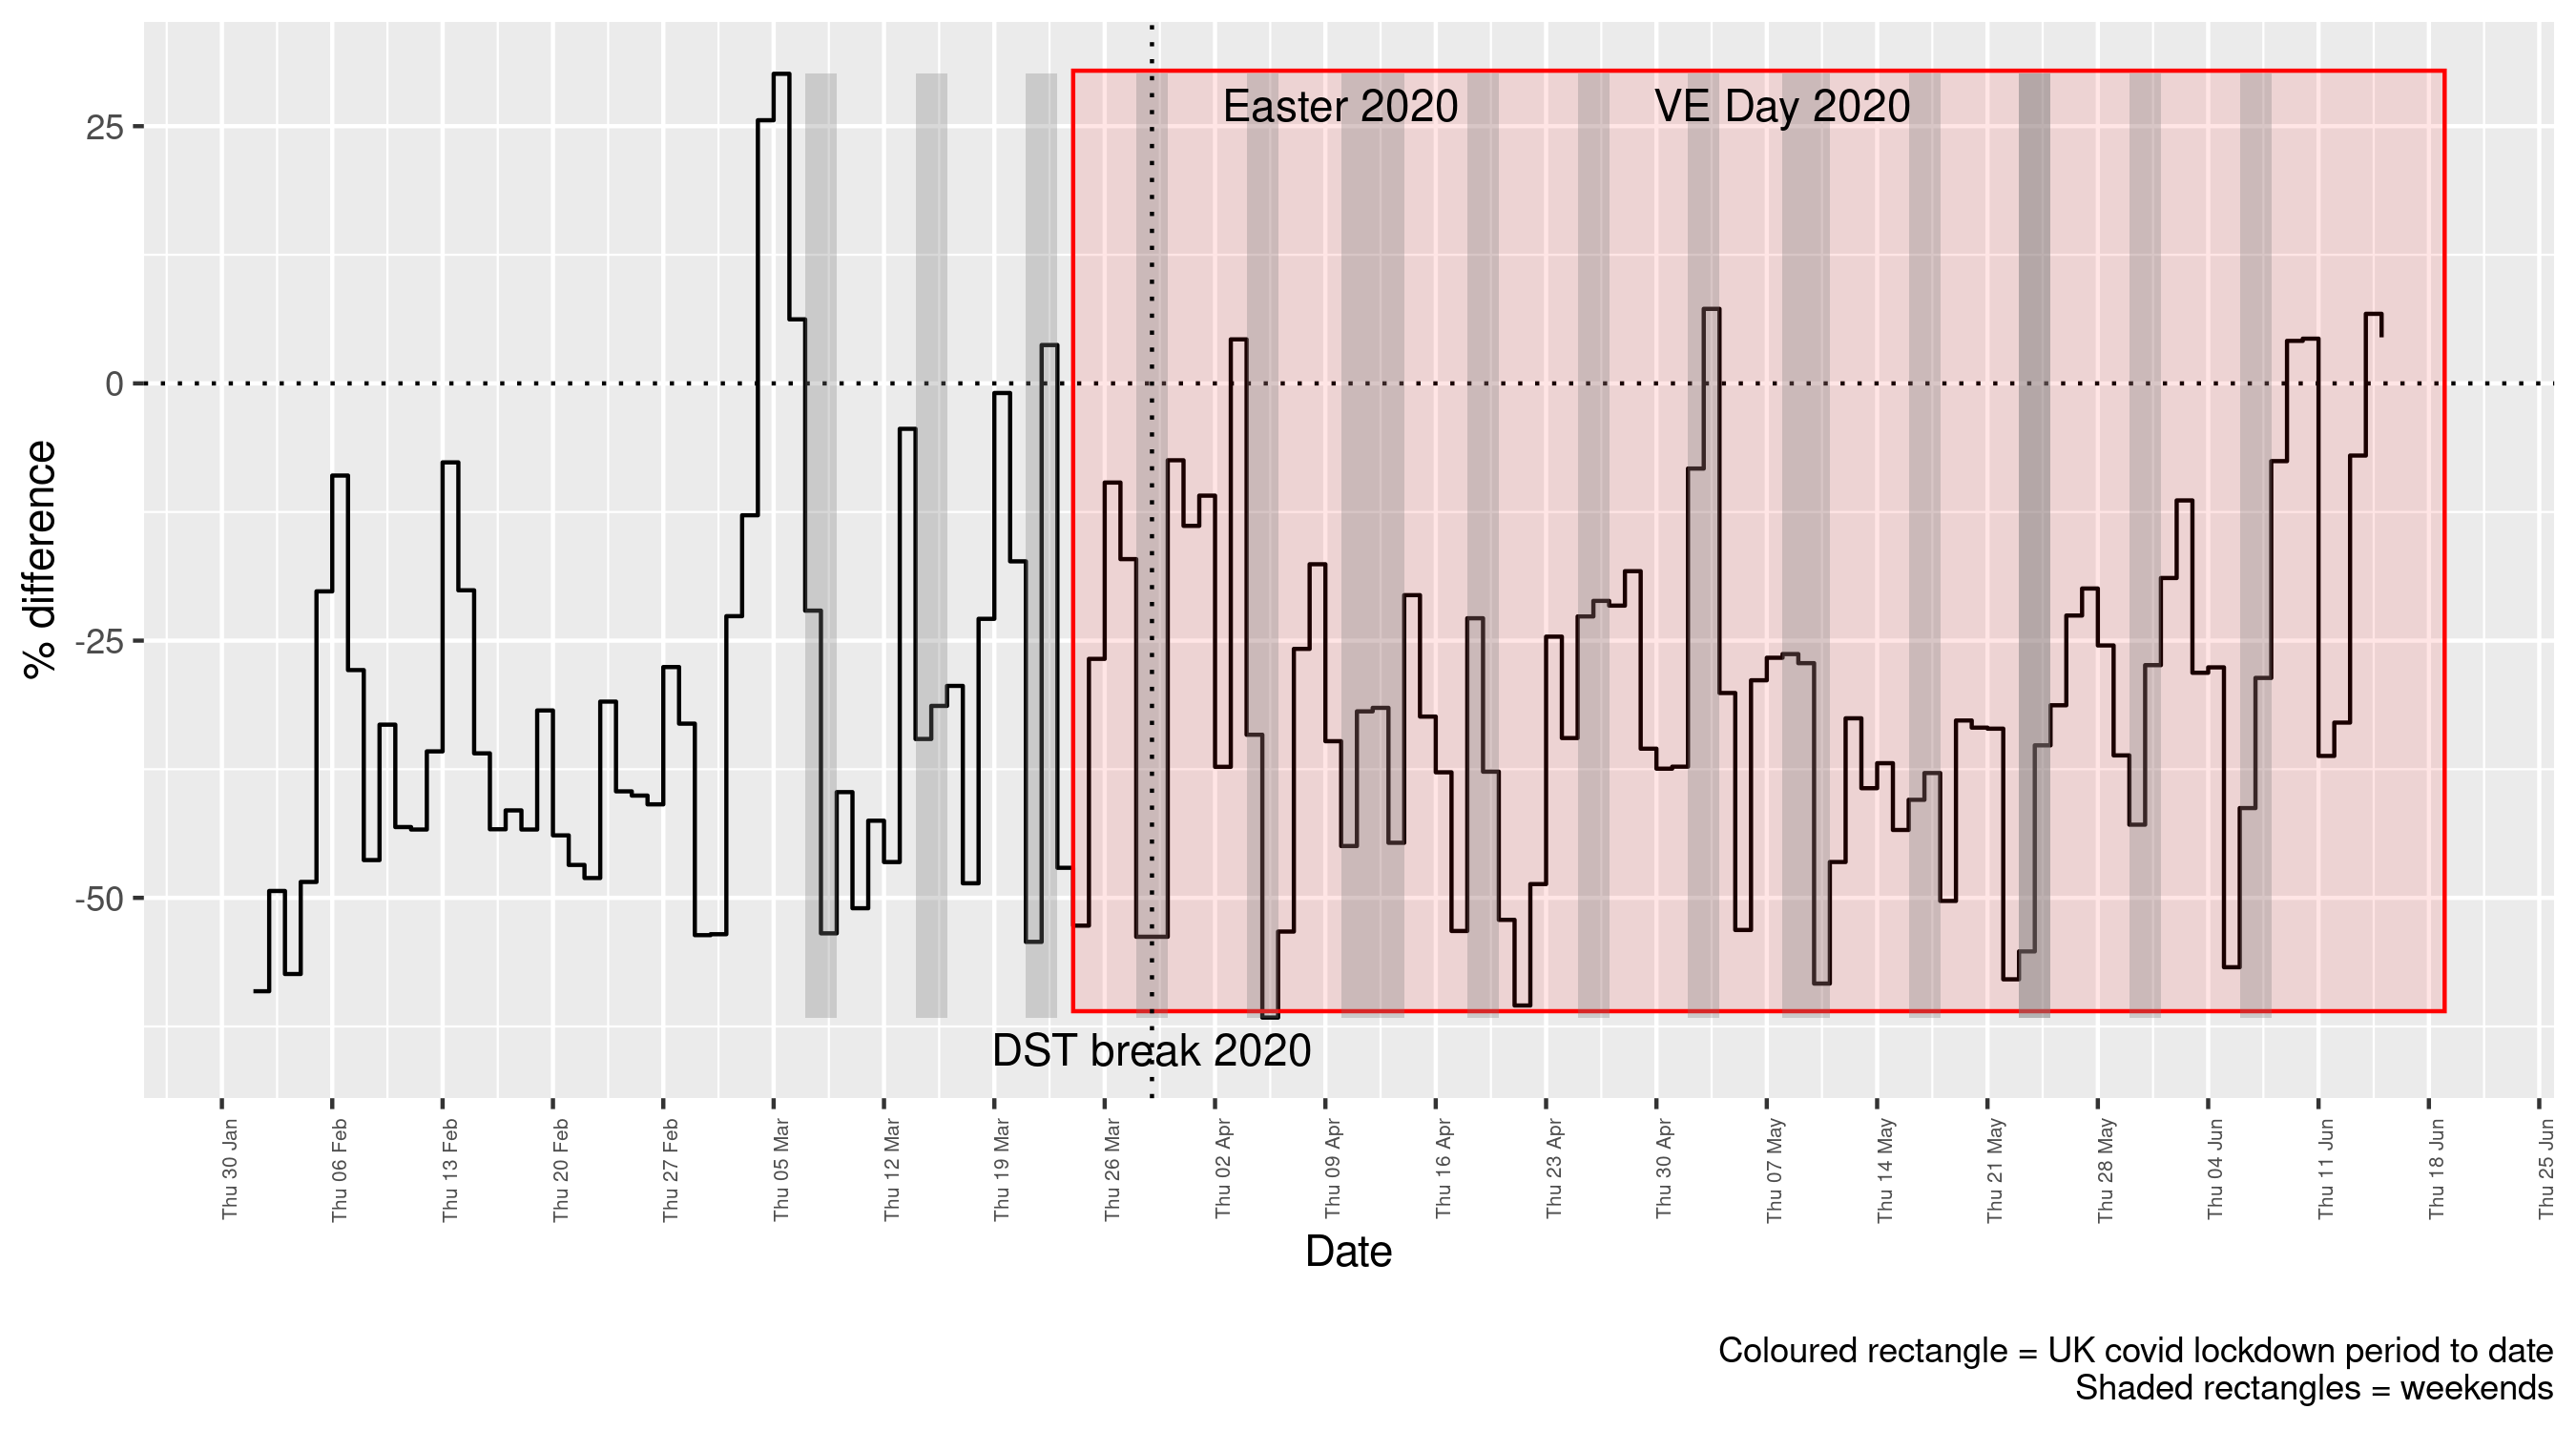 Easter 2020
VE Day 2020
25
0
-25
-50
% difference
DST break 2020
Thu 30 Jan
Thu 06 Feb
Thu 13 Feb
Thu 20 Feb
Thu 27 Feb
Thu 05 Mar
Thu 12 Mar
Thu 19 Mar
Thu 26 Mar
Thu 02 Apr
Thu 09 Apr
Thu 16 Apr
Thu 23 Apr
Thu 30 Apr
Thu 07 May
Thu 14 May
Thu 21 May
Thu 28 May
Thu 04 Jun
Thu 11 Jun
Thu 18 Jun
Thu 25 Jun
Date
Coloured rectangle = UK covid lockdown period to date
Shaded rectangles = weekends